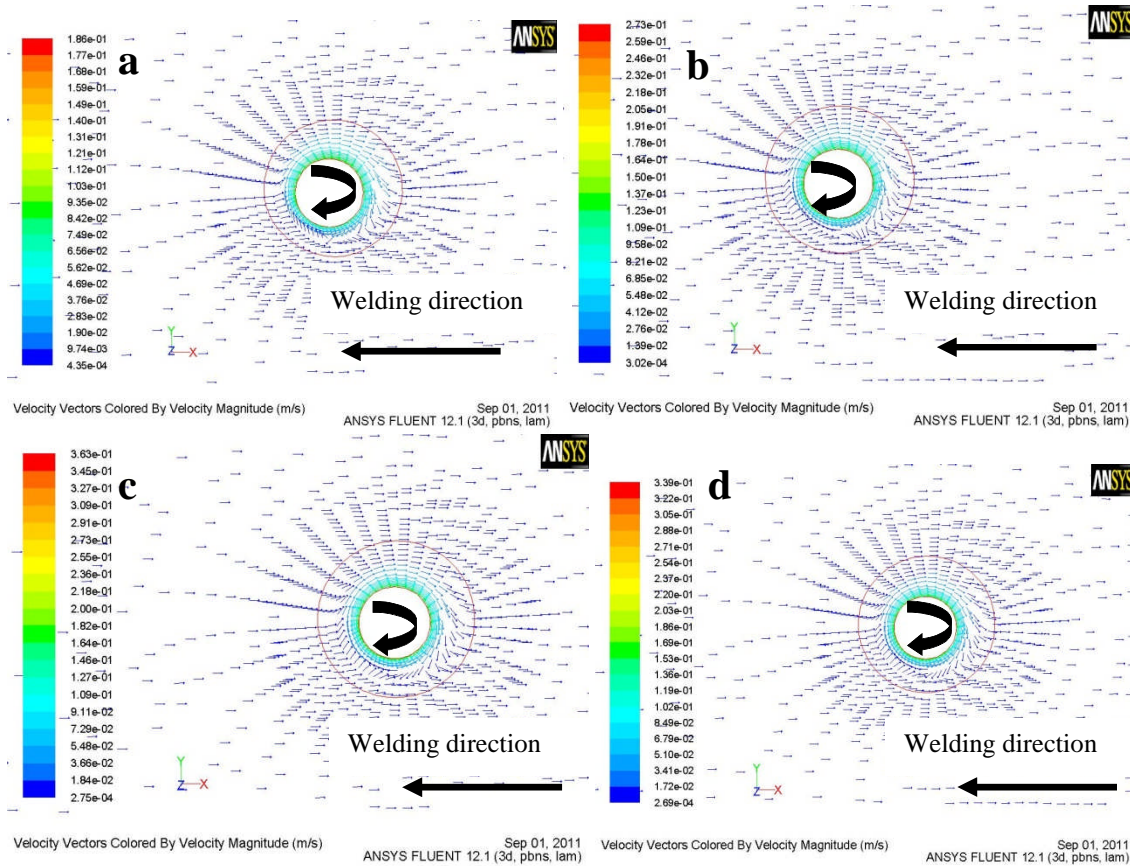 a
ANSYS
1.86e-01
1.77e-01
1.68e-01
1.59e-01
1.49e-01
1.40e-01
1.31e-01
1.21e-01
1.12e-01
1.03e-01
9.35e-02
8.42e-02
7.49e-02
6.56e-02
5.62e-02
4.69e-02
3.76e-02
2.83e-02
1.90e-02
9.74e-03
4.35e-04
Welding direction
Y
Z X
Velocity Vectors Colored By Velocity Magnitude (m/s)
Sep 01, 2011
ANSYS FLUENT 12.1 (3d, pbns, lam)
b
ANSYS
2.73e-01
2.59e-01
2.46e-01
2.32e-01
2.18e-01
2.05e-01
1.91e-01
1.78e-01
1.64e-01
1.50e-01
1.37e-01
1.23e-01
1.09e-01
9.58e-02
8.21e-02
6.85e-02
5.48e-02
4.12e-02
2.76e-02
1.39e-02
3.02e-04
Welding direction
Y
Z X
Velocity Vectors Colored By Velocity Magnitude (m/s)
Sep 01, 2011
ANSYS FLUENT 12.1 (3d, pbns, lam)
c
ANSYS
3.63e-01
3.45e-01
3.27e-01
3.09e-01
2.91e-01
2.73e-01
2.55e-01
2.36e-01
2.18e-01
2.00e-01
1.82e-01
1.64e-01
1.46e-01
1.27e-01
1.09e-01
9.11e-02
7.29e-02
5.48e-02
3.66e-02
1.84e-02
2.75e-04
Welding direction
Y
Z X
Velocity Vectors Colored By Velocity Magnitude (m/s)
Sep 01, 2011
ANSYS FLUENT 12.1 (3d, pbns, lam)
d
ANSYS
3.39e-01
3.22e-01
3.05e-01
2.88e-01
2.71e-01
2.54e-01
2.37e-01
2.20e-01
2.03e-01
1.86e-01
1.69e-01
1.53e-01
1.36e-01
1.19e-01
1.02e-01
8.49e-02
6.79e-02
5.10e-02
3.41e-02
1.72e-02
2.69e-04
Welding direction
Y
Z X
Velocity Vectors Colored By Velocity Magnitude (m/s)
Sep 01, 2011
ANSYS FLUENT 12.1 (3d, pbns, lam)